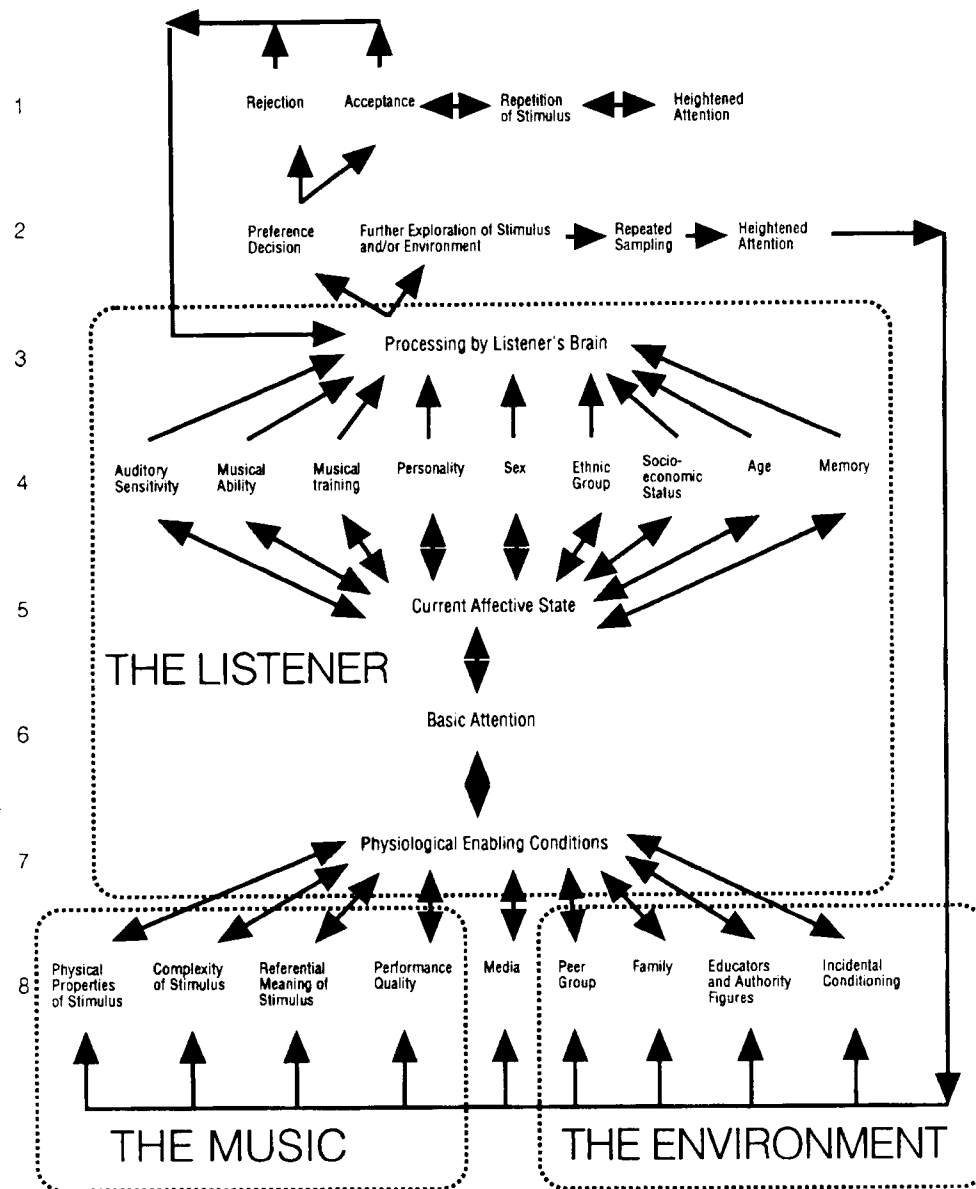 1
Rejection
Acceptance
Repetition
of Stimulus
Heightened
Attention
2
Preference
Decision
Further Exploration of Stimulus
and/or Environment
Repeated
Sampling
Heightened
Attention
3
Processing by Listener's Brain
4
Auditory
Sensitivity
Musical
Ability
Musical
training
Personality
Sex
Ethnic
Group
Socio-
economic
Status
Age
Memory
5
Current Affective State
THE LISTENER
6
Basic Attention
7
Physiological Enabling Conditions
8
Physical
Properties
of Stimulus
Complexity
of Stimulus
Referential
Meaning of
Stimulus
Performance
Quality
Media
Peer
Group
Family
Educators
and Authority
Figures
Incidental
Conditioning
THE MUSIC
THE ENVIRONMENT